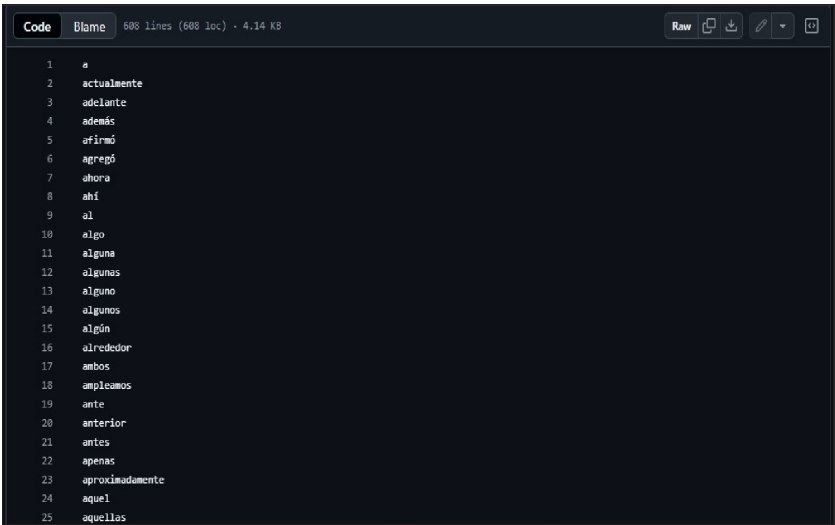 Code Blame 608 lines (608 loc) · 4.14 KB Raw
1 a
2 actualmente
3 adelante
4 además
5 afirmó
6 agregó
7 ahora
8 ahí
9 al
10 algo
11 alguna
12 algunas
13 alguno
14 algunos
15 algún
16 alrededor
17 ambos
18 ampleamos
19 ante
20 anterior
21 antes
22 apenas
23 aproximadamente
24 aquel
25 aquellas